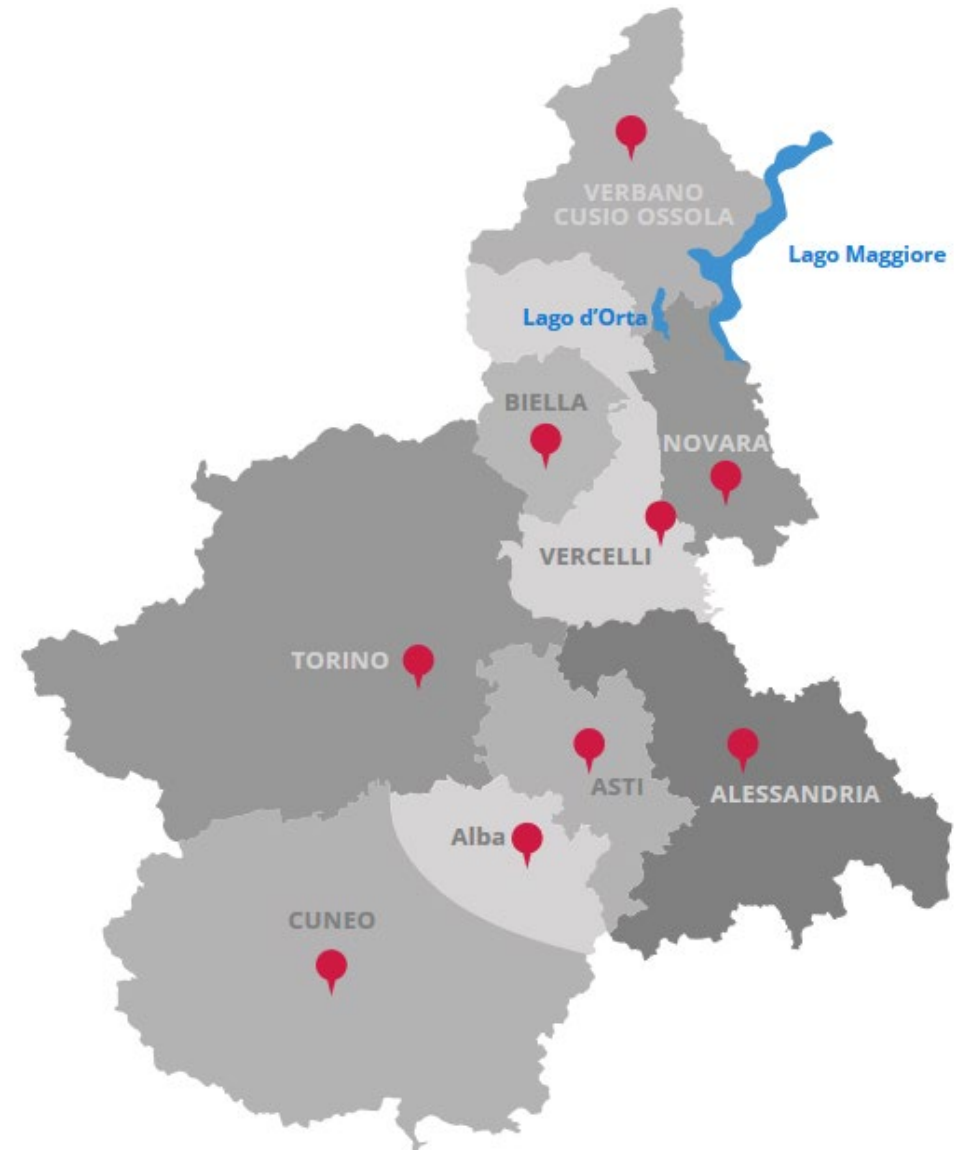 VERBANO
CUSIO OSSOLA
Lago Maggiore
Lago d'Orta
BIELLA
NOVARA
VERCELLI
TORINO
ASTI
ALESSANDRIA
Alba
CUNEO